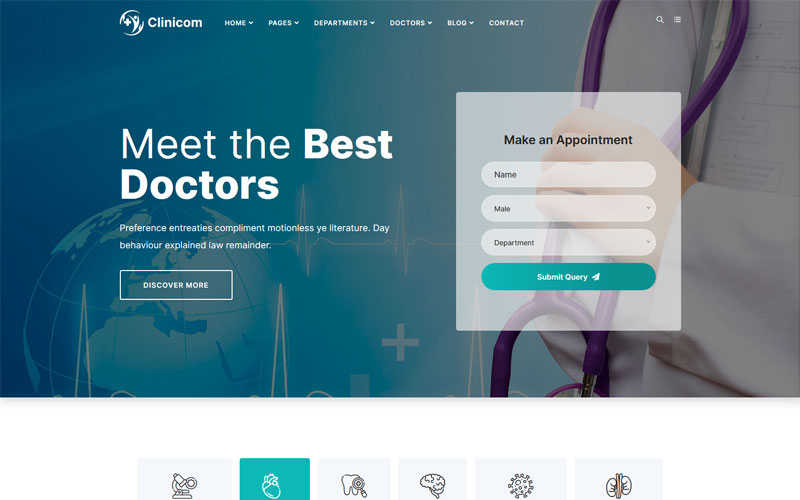 Clinicom
HOME PAGES DEPARTMENTS DOCTORS BLOG CONTACT
Meet the Best
Doctors
Preference entreaties compliment motionless ye literature. Day
behaviour explained law remainder.
DISCOVER MORE
Make an Appointment
Name
Male
Department
Submit Query